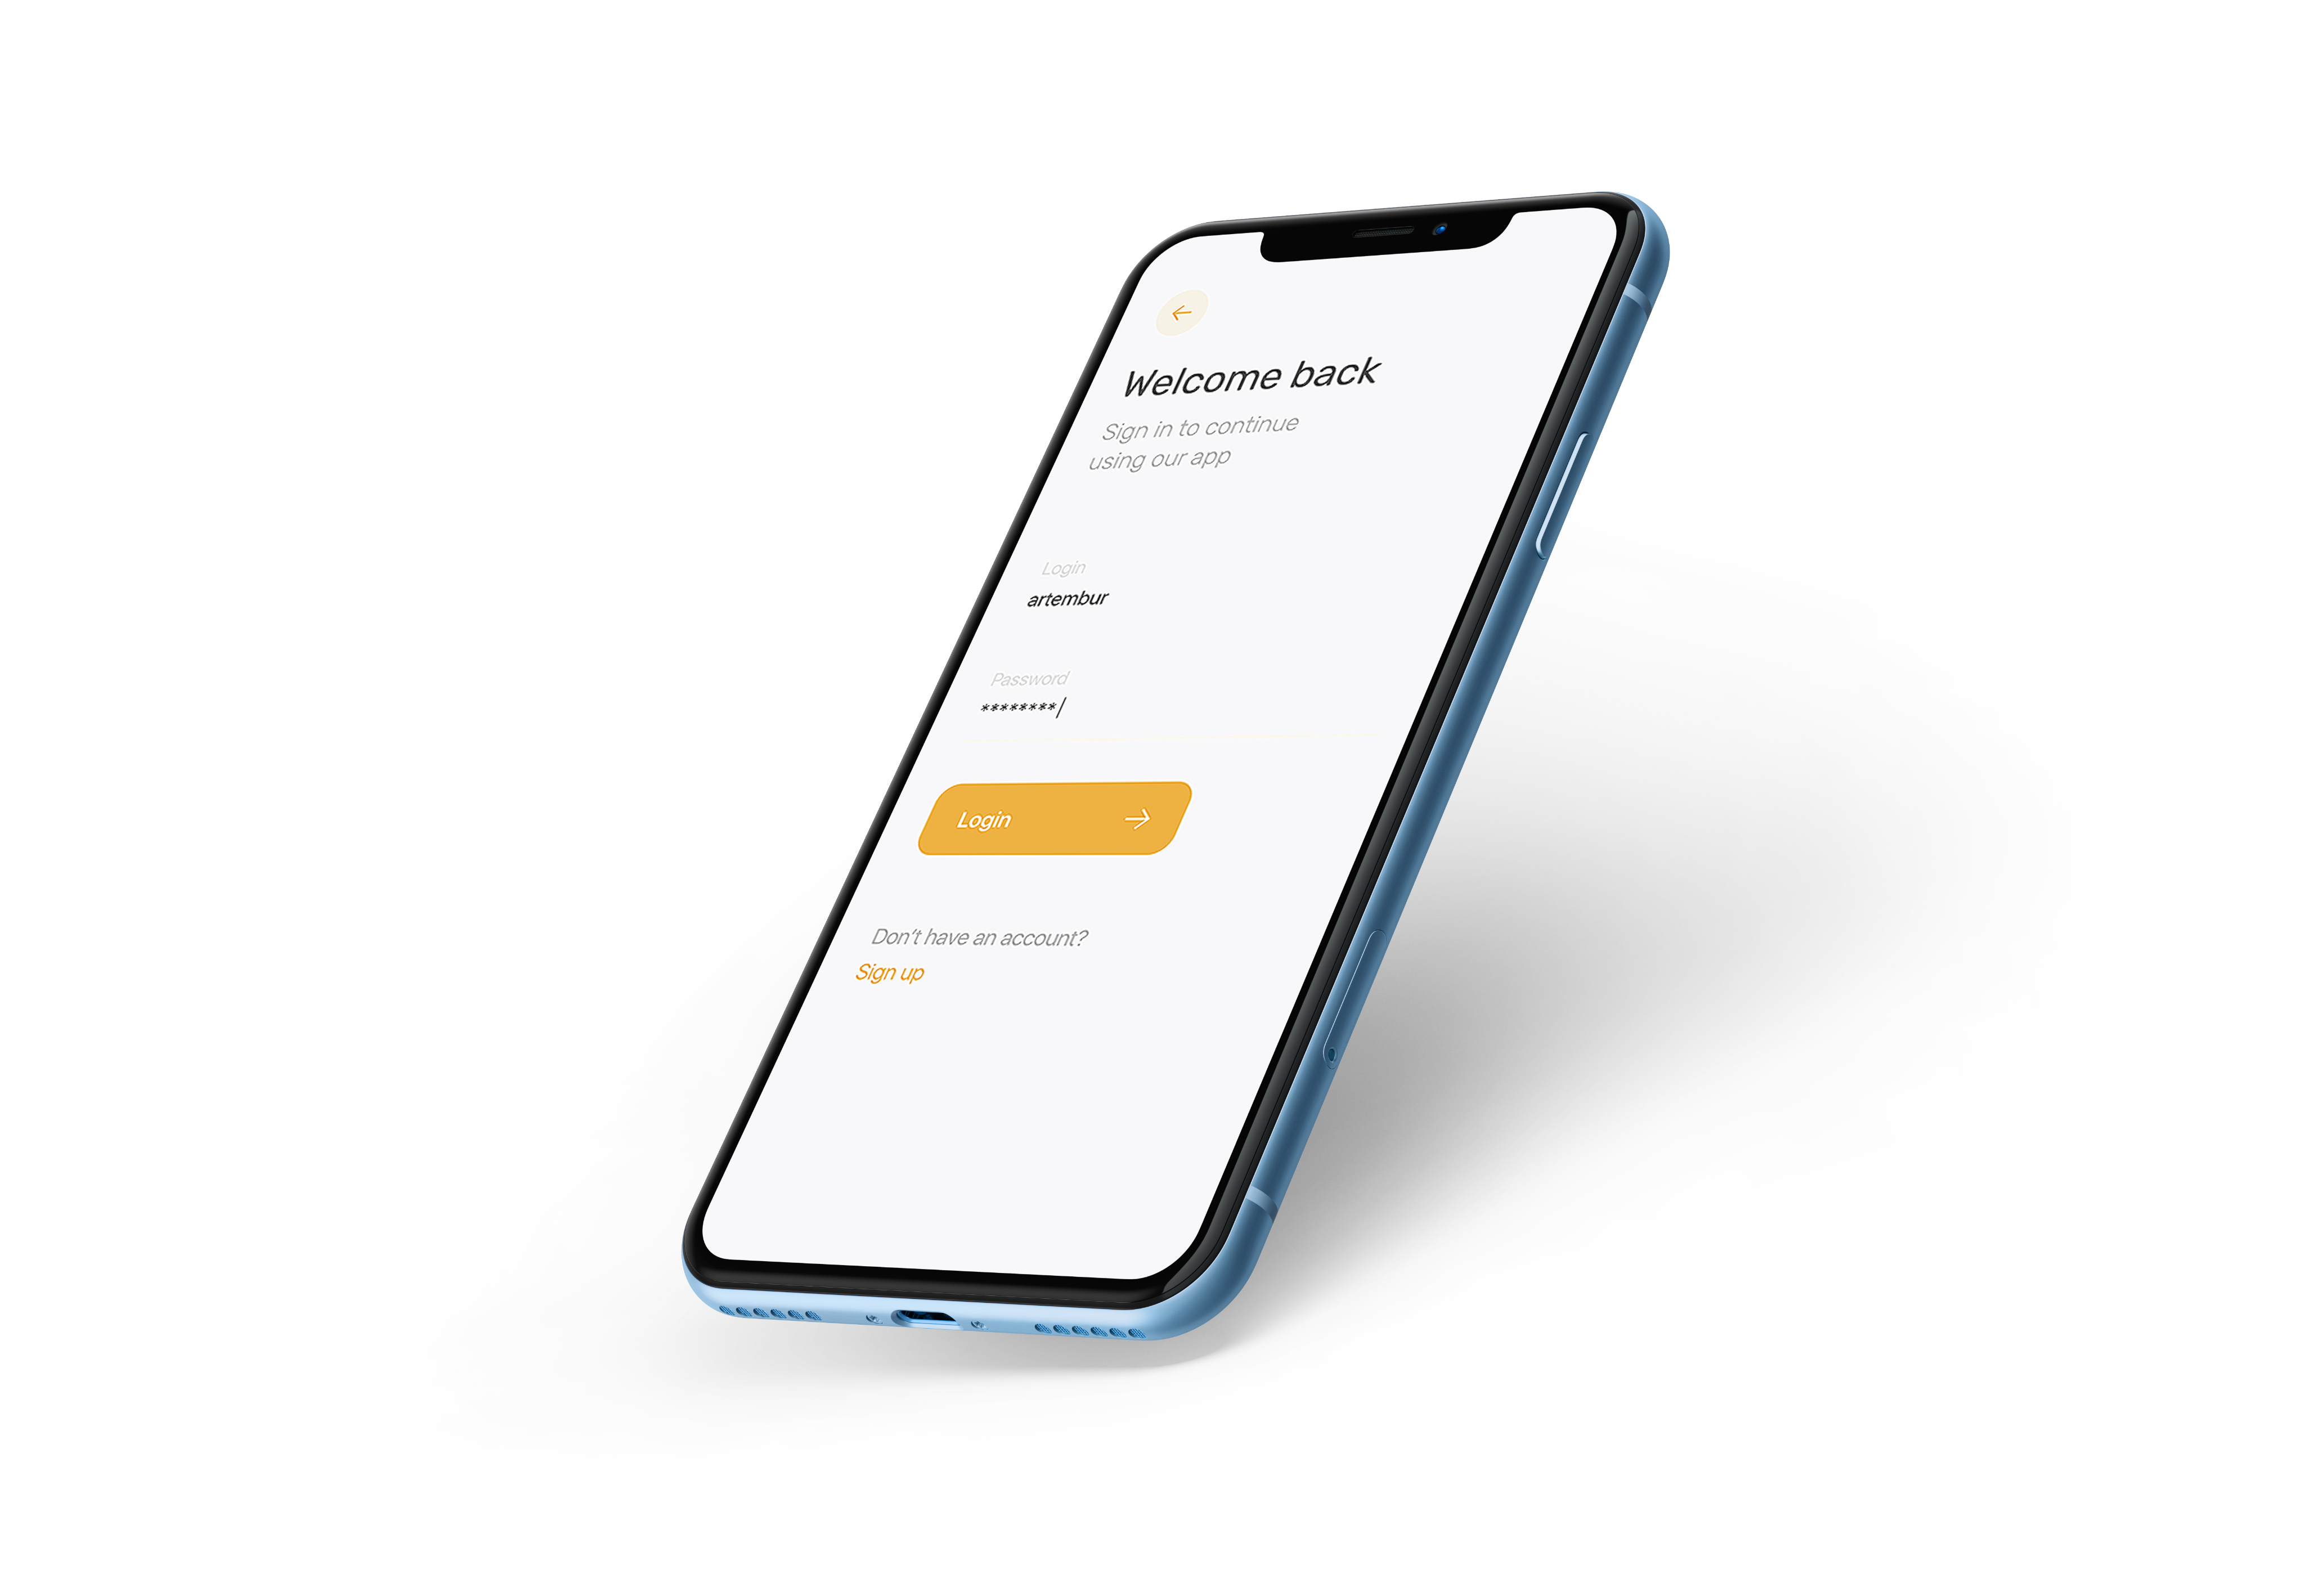 Welcome back
Sign in to continue
using our app
Login
artembur
Password
********
Login
Don't have an account?
Sign up